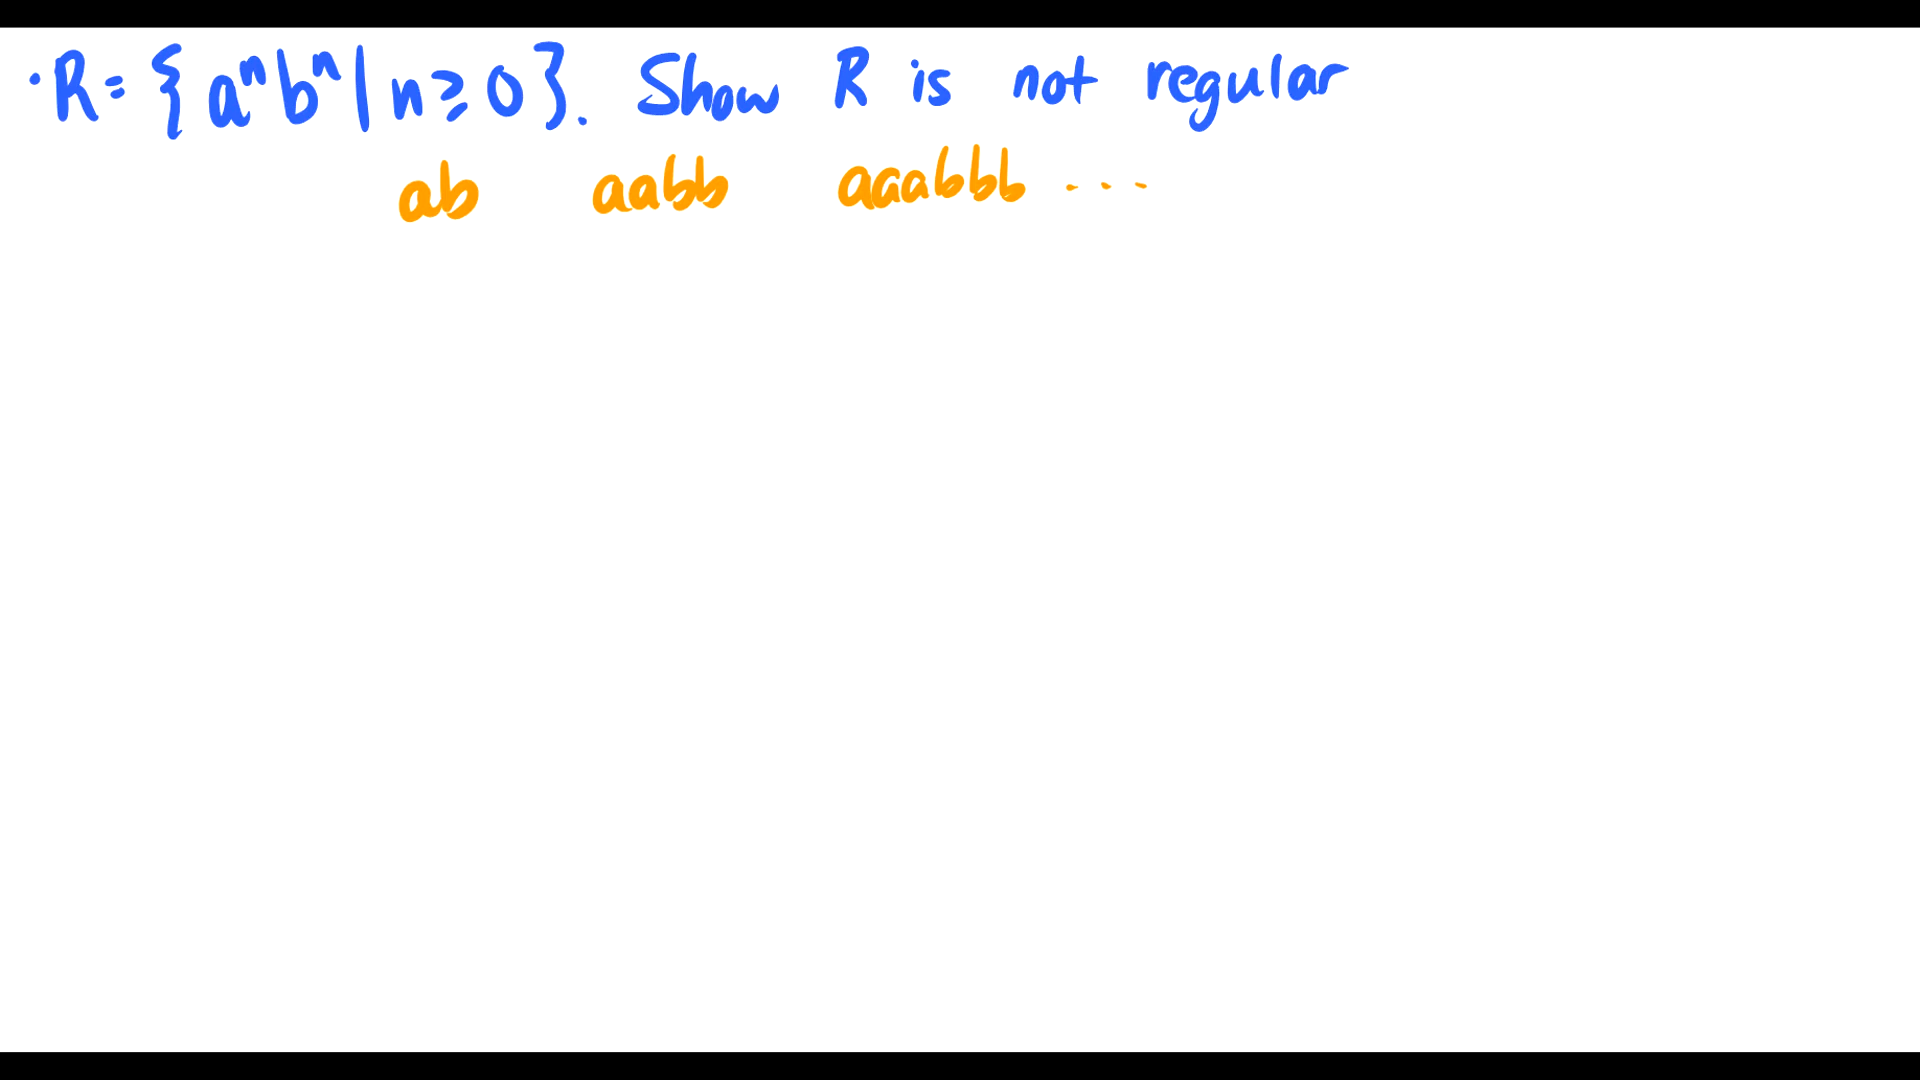 · R = { aⁿbⁿ | n ≥ 0 }. Show R is not regular
ab aabb aaabbb ...